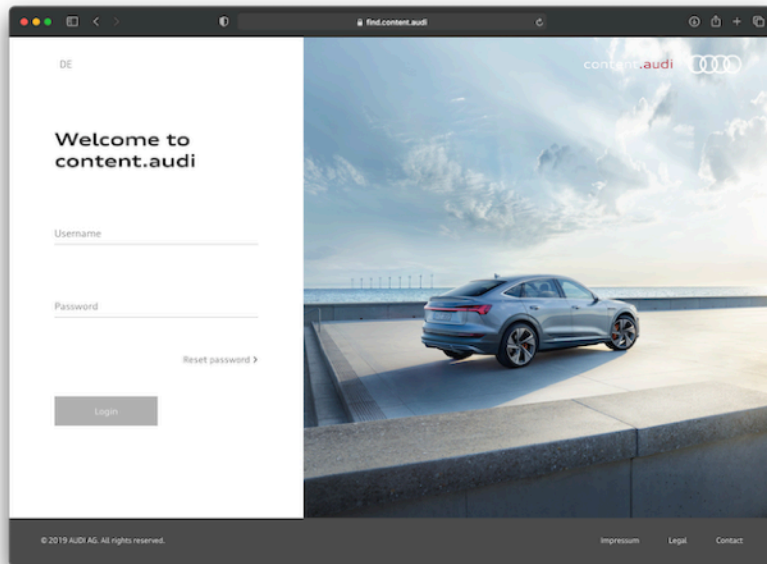 find.content.audi
DE
content.audi
Welcome to
content.audi
Username
Password
Reset password
Login
© 2019 AUDI AG. All rights reserved.
Impressum Legal Contact